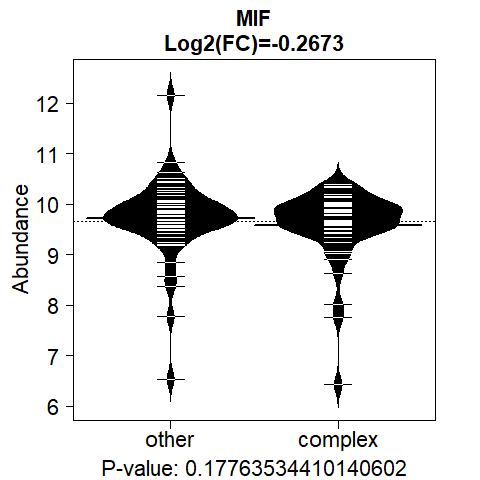 MIF
Log2(FC)=-0.2673
Abundance
12
11
10
9
8
7
6
other complex
P-value: 0.17763534410140602